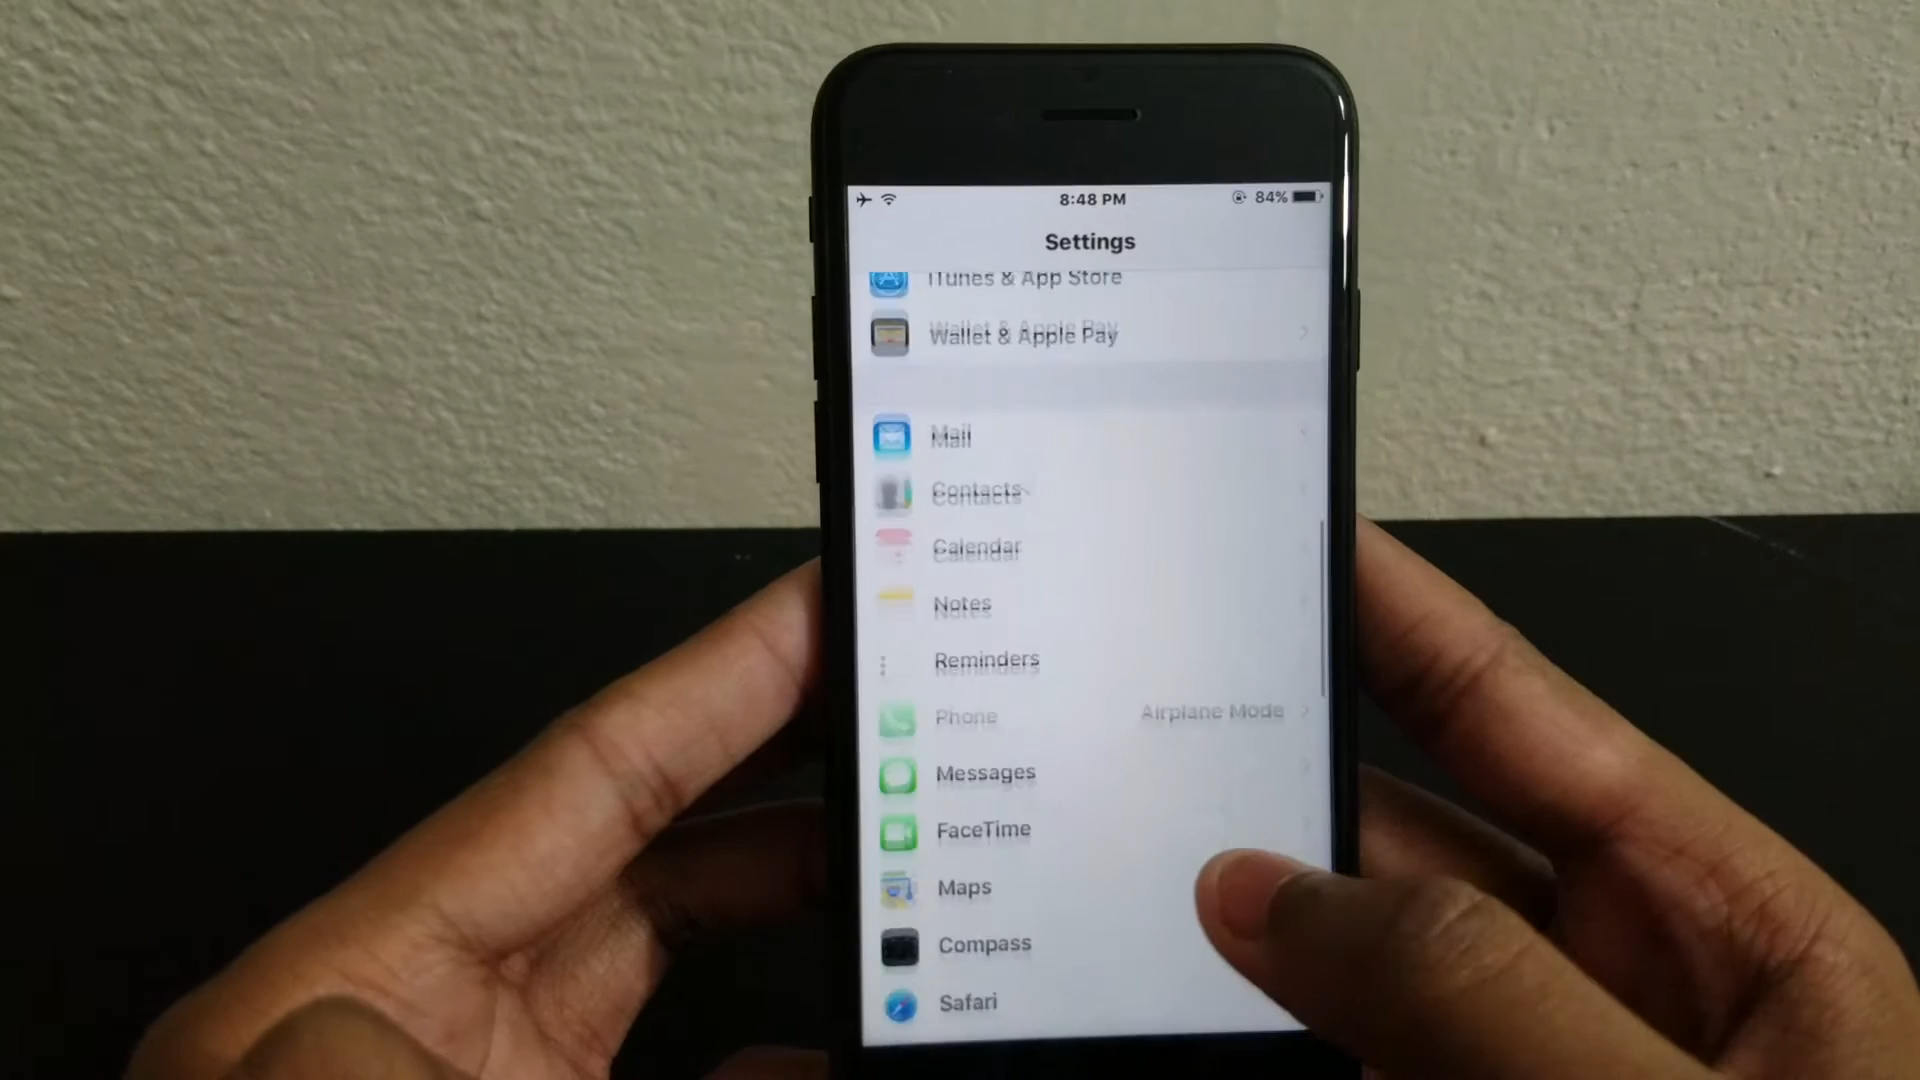 8:48 PM 84%
Settings
iTunes & App Store
Wallet & Apple Pay
Mail
Contacts
Calendar
Notes
Reminders
Phone Airplane Mode
Messages
FaceTime
Maps
Compass
Safari